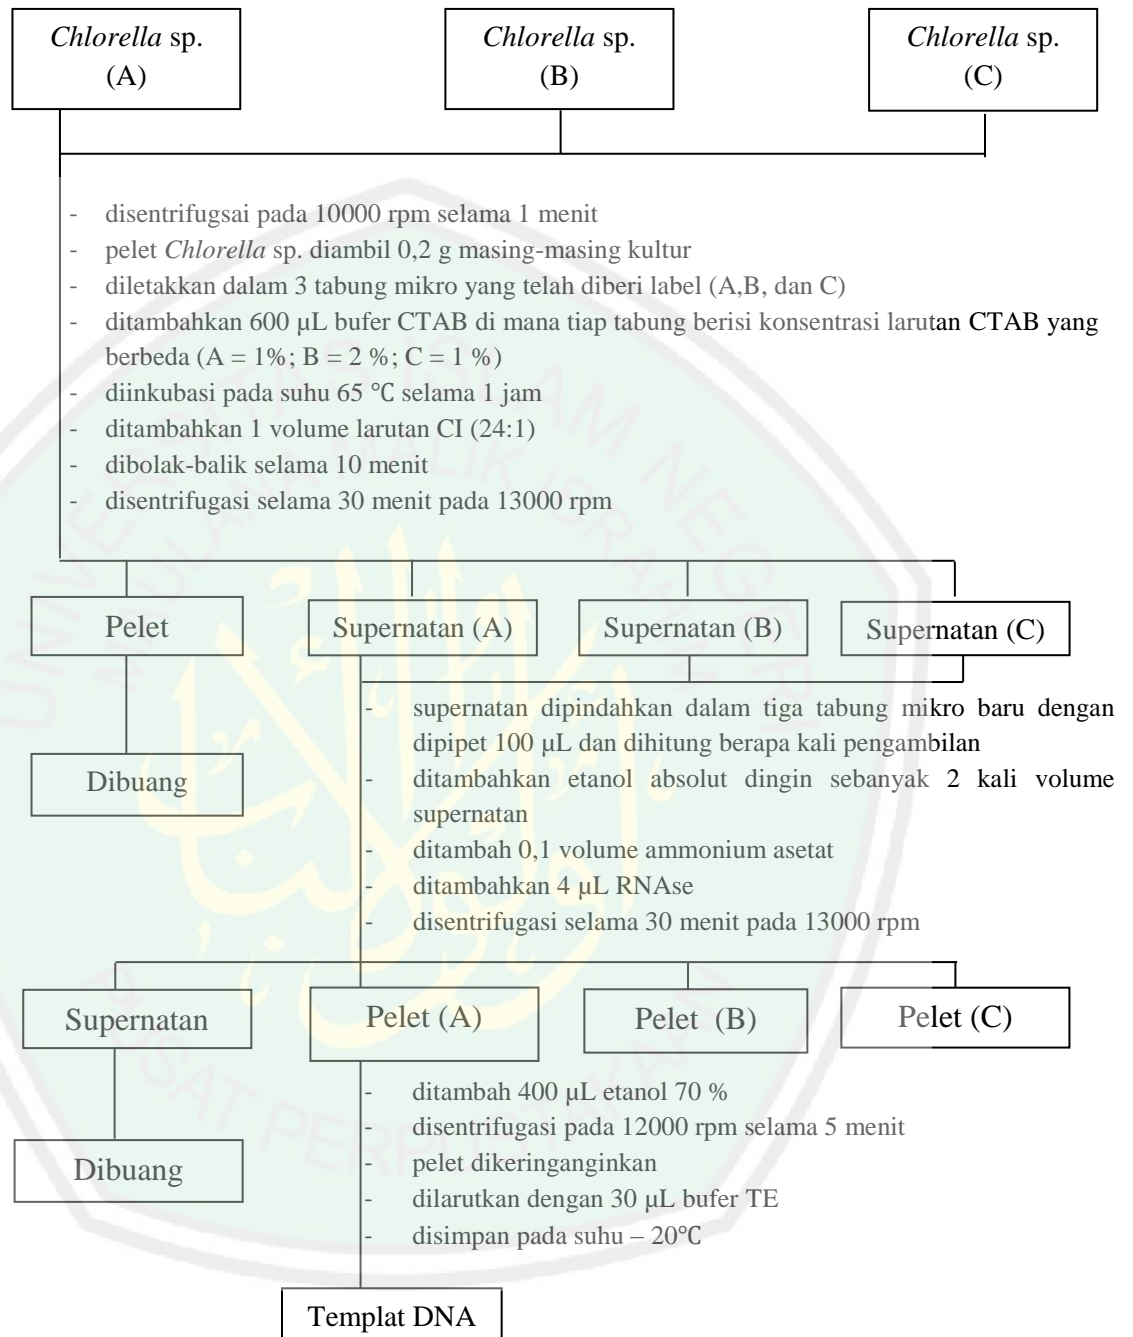 Chlorella sp.
(A)
Chlorella sp.
(B)
Chlorella sp.
(C)
- disentrifugsai pada 10000 rpm selama 1 menit
- pelet Chlorella sp. diambil 0,2 g masing-masing kultur
- diletakkan dalam 3 tabung mikro yang telah diberi label (A,B, dan C)
- ditambahkan 600 µL bufer CTAB di mana tiap tabung berisi konsentrasi larutan CTAB yang
berbeda (A = 1%; B = 2 %; C = 1 %)
- diinkubasi pada suhu 65 °C selama 1 jam
- ditambahkan 1 volume larutan CI (24:1)
- dibolak-balik selama 10 menit
- disentrifugasi selama 30 menit pada 13000 rpm
Pelet
Supernatan (A)
Supernatan (B)
Supernatan (C)
Dibuang
- supernatan dipindahkan dalam tiga tabung mikro baru dengan
dipipet 100 µL dan dihitung berapa kali pengambilan
- ditambahkan etanol absolut dingin sebanyak 2 kali volume
supernatan
- ditambah 0,1 volume ammonium asetat
- ditambahkan 4 µL RNAse
- disentrifugasi selama 30 menit pada 13000 rpm
Supernatan
Pelet (A)
Pelet (B)
Pelet (C)
Dibuang
- ditambah 400 µL etanol 70 %
- disentrifugasi pada 12000 rpm selama 5 menit
- pelet dikeringanginkan
- dilarutkan dengan 30 µL bufer TE
- disimpan pada suhu – 20°C
Templat DNA
UNIVERSITAS ISLAM NEGERI
MAULANA MALIK IBRAHIM
PUSAT PERPUSTAKAAN